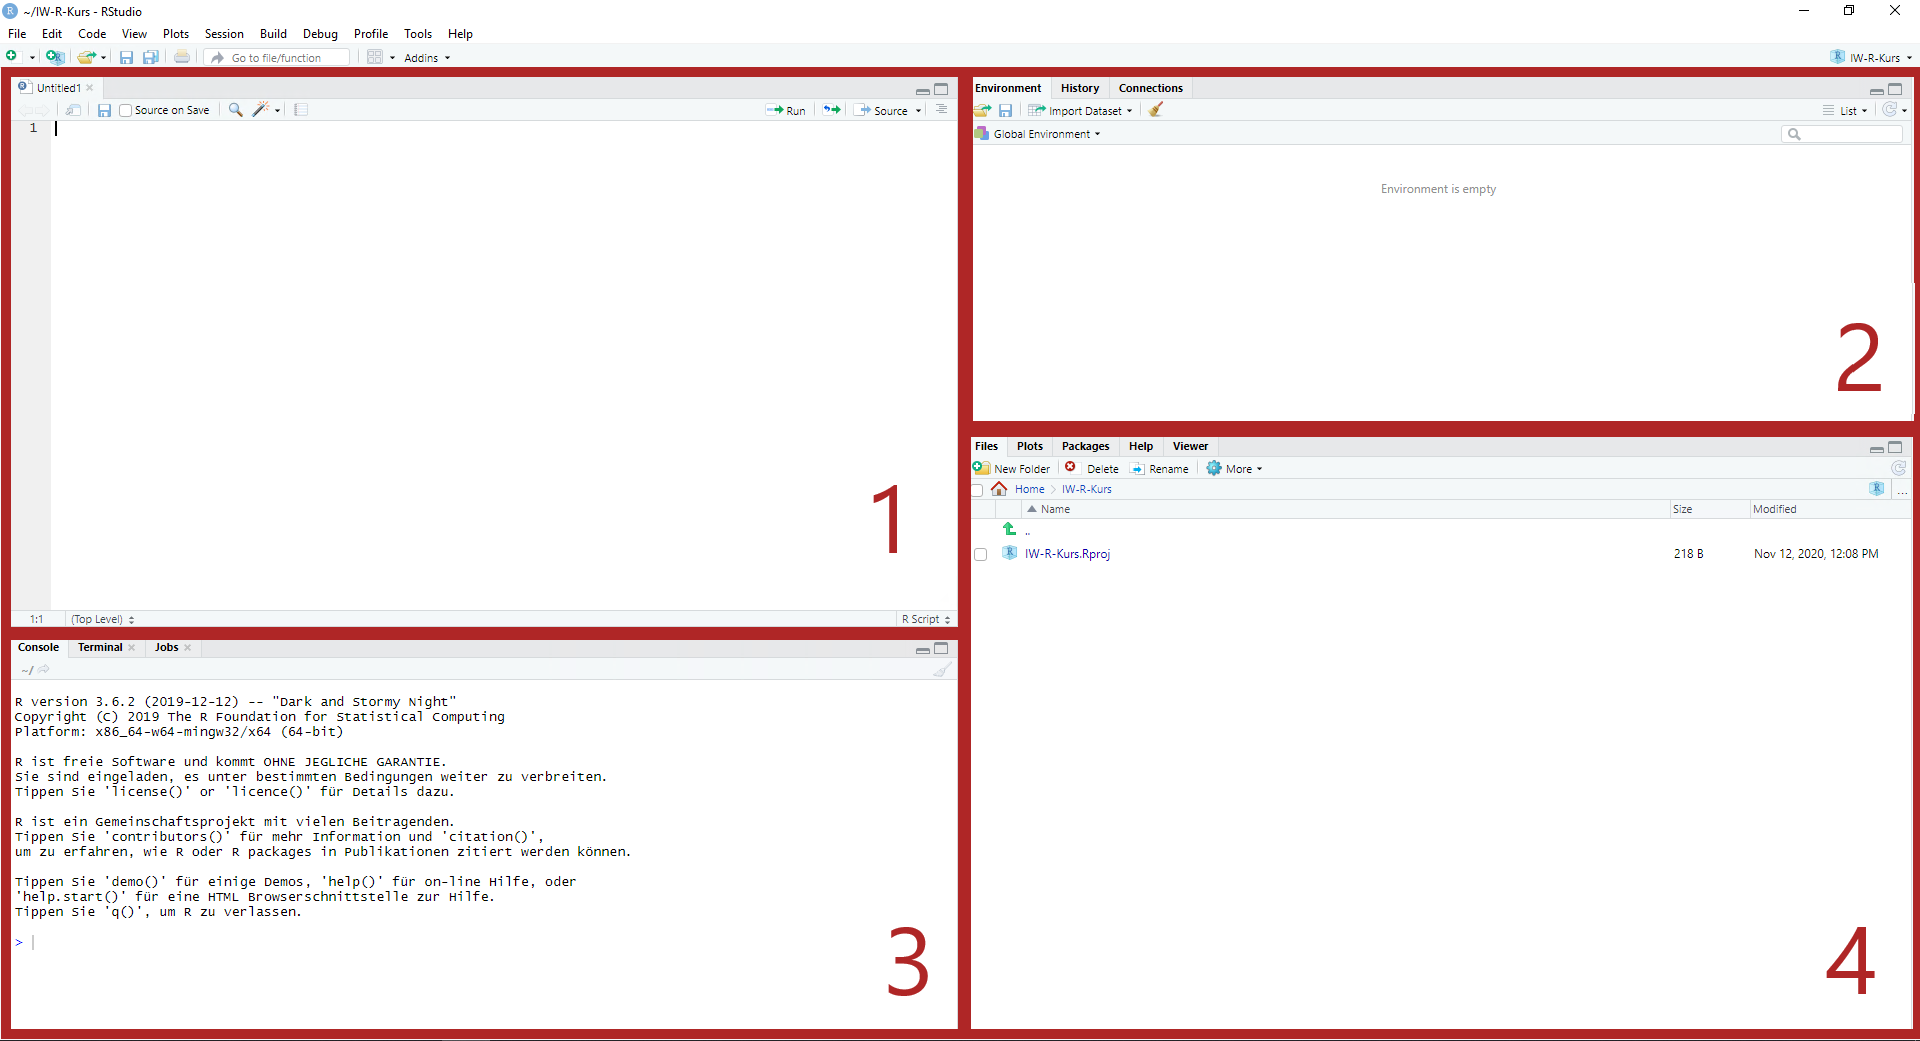 ~/IW-R-Kurs - RStudio
File Edit Code View Plots Session Build Debug Profile Tools Help
Go to file/function Addins IW-R-Kurs
Untitled1
Source on Save Run Source
1
1
1:1 (Top Level) R Script
Environment History Connections
Import Dataset List
Global Environment
Environment is empty
2
Console Terminal Jobs
~/
R version 3.6.2 (2019-12-12) -- "Dark and Stormy Night"
Copyright (C) 2019 The R Foundation for Statistical Computing
Platform: x86_64-w64-mingw32/x64 (64-bit)
R ist freie Software und kommt OHNE JEGLICHE GARANTIE.
Sie sind eingeladen, es unter bestimmten Bedingungen weiter zu verbreiten.
Tippen Sie 'license()' or 'licence()' für Details dazu.
R ist ein Gemeinschaftsprojekt mit vielen Beitragenden.
Tippen Sie 'contributors()' für mehr Information und 'citation()',
um zu erfahren, wie R oder R packages in Publikationen zitiert werden können.
Tippen Sie 'demo()' für einige Demos, 'help()' für on-line Hilfe, oder
'help.start()' für eine HTML Browserschnittstelle zur Hilfe.
Tippen Sie 'q()', um R zu verlassen.
>
3
Files Plots Packages Help Viewer
New Folder Delete Rename More
Home > IW-R-Kurs ...
Name Size Modified
..
IW-R-Kurs.Rproj 218 B Nov 12, 2020, 12:08 PM
4